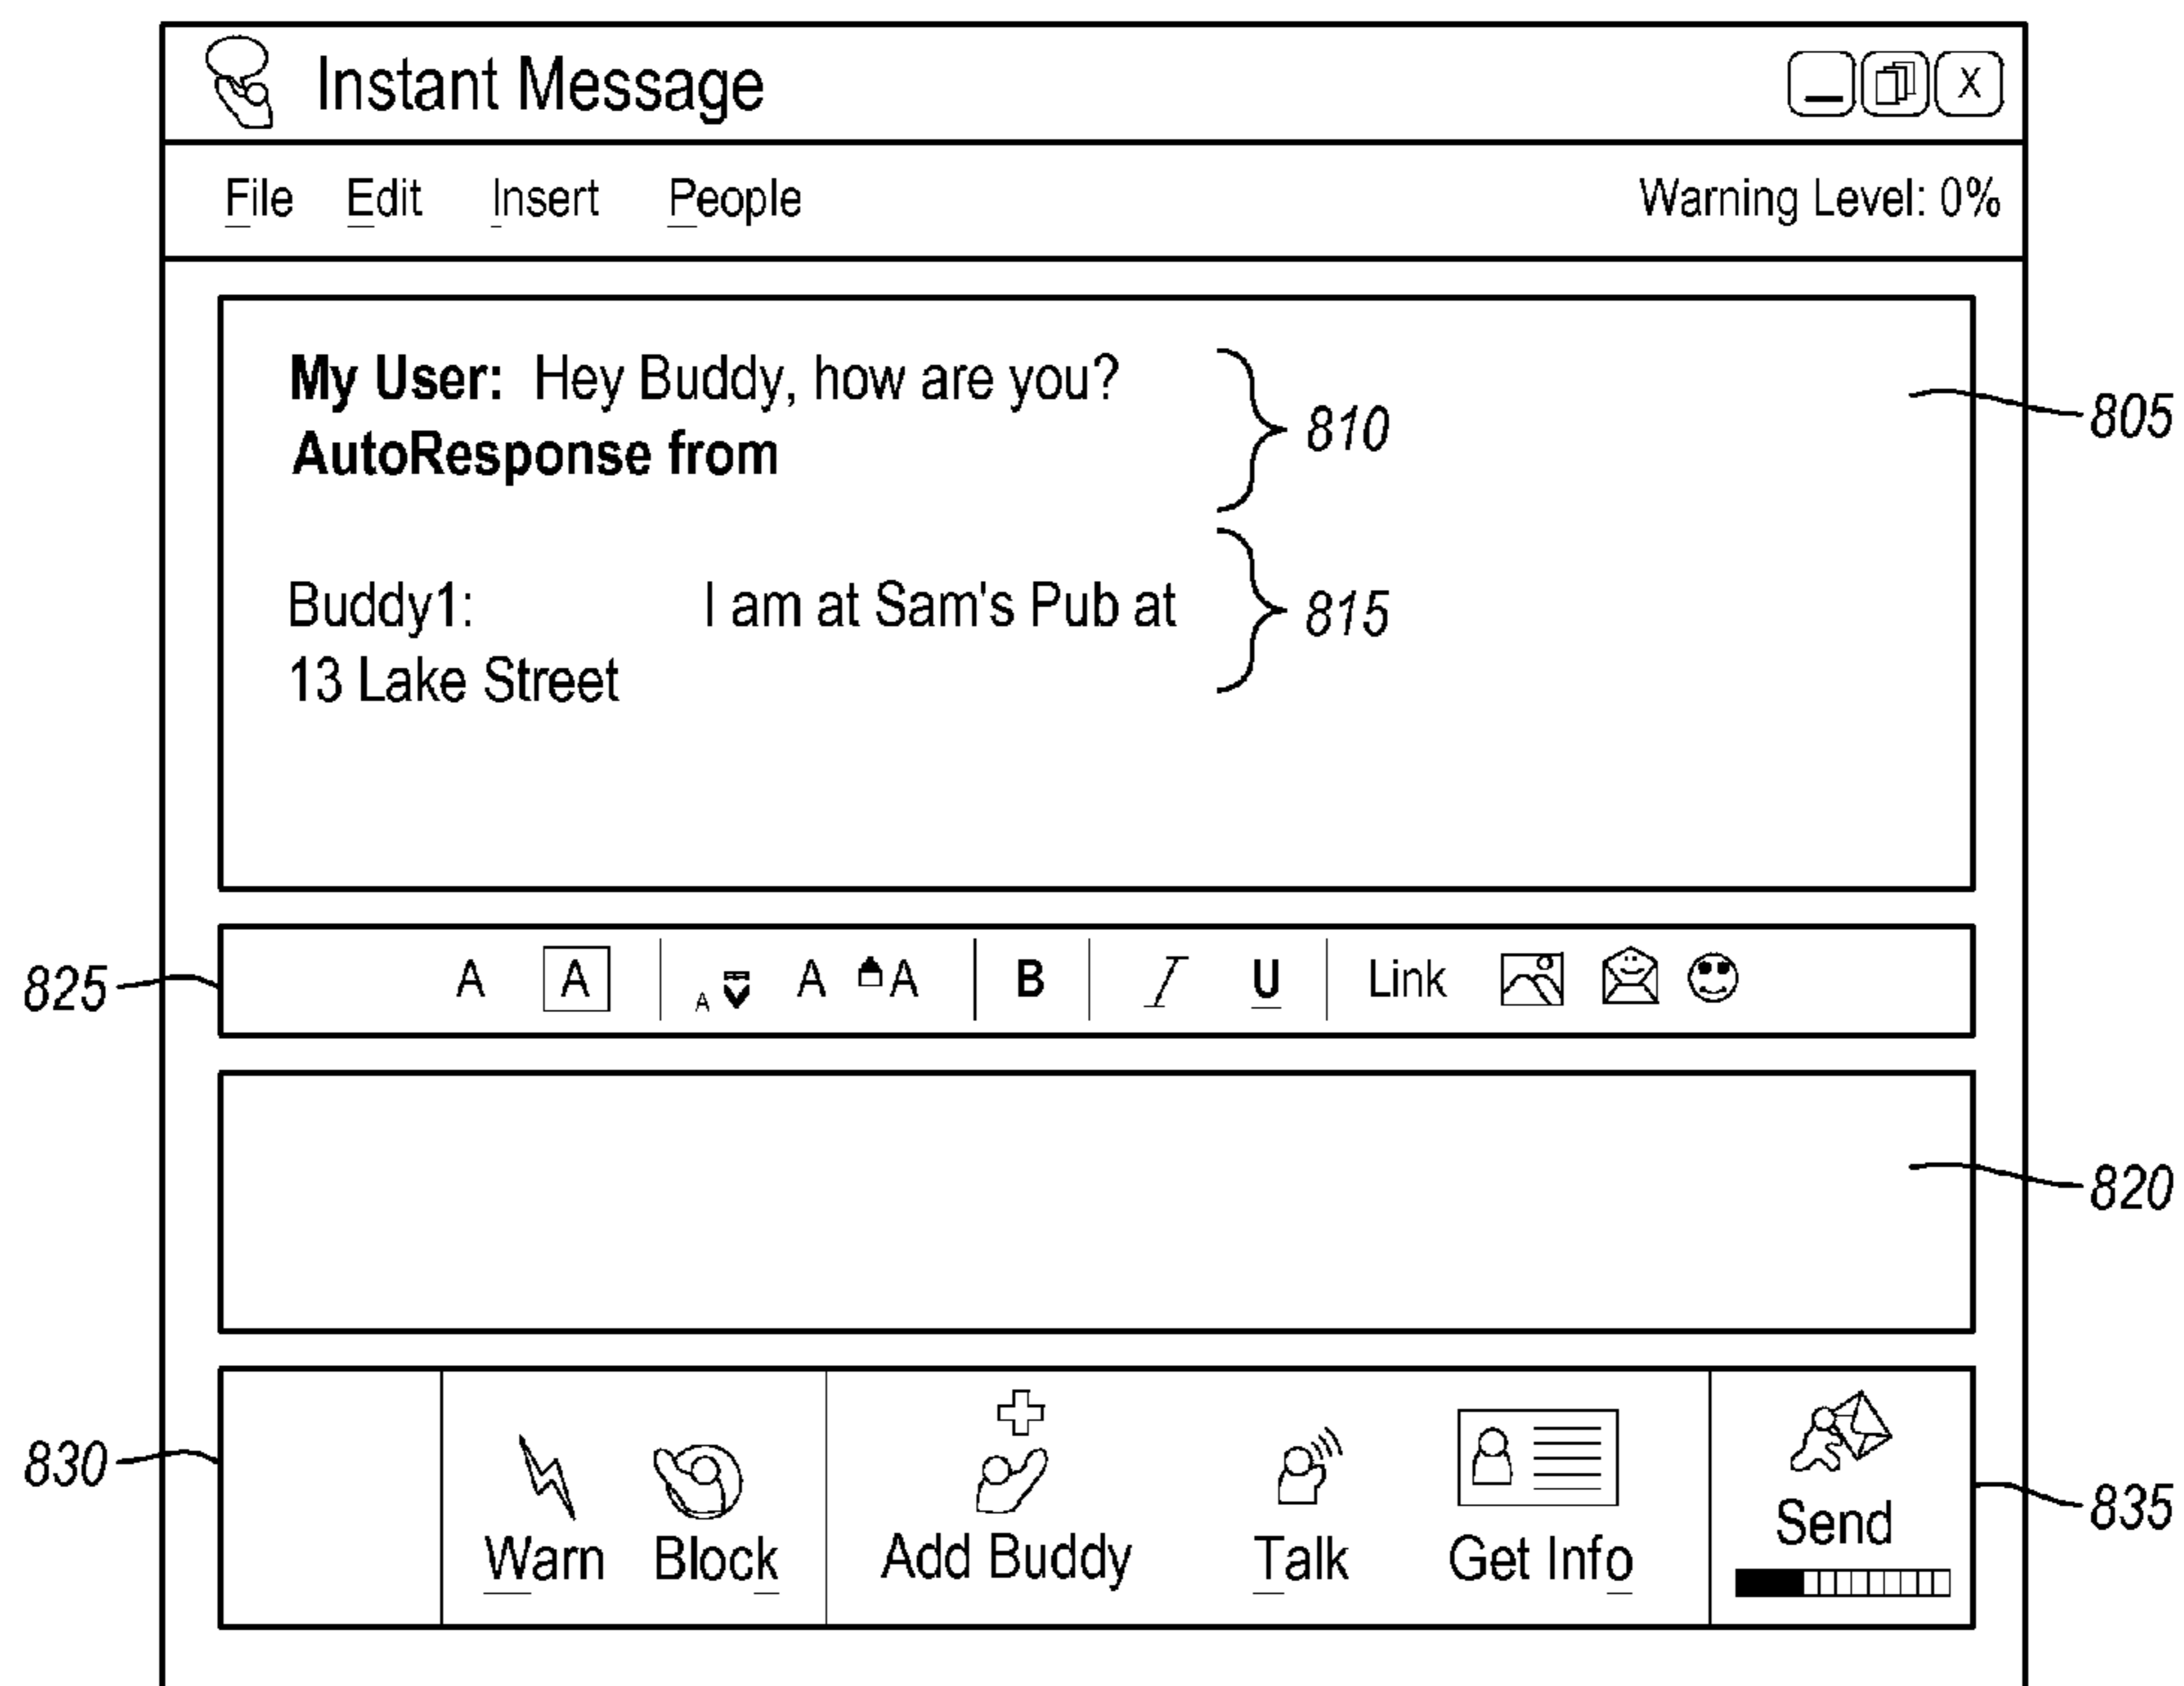 Instant Message
X
File Edit Insert People Warning Level: 0%
My User: Hey Buddy, how are you?
AutoResponse from
810
805
Buddy1: I am at Sam's Pub at
13 Lake Street
815
825
A A A A A B I U Link
820
830
Warn Block Add Buddy Talk Get Info
Send
835